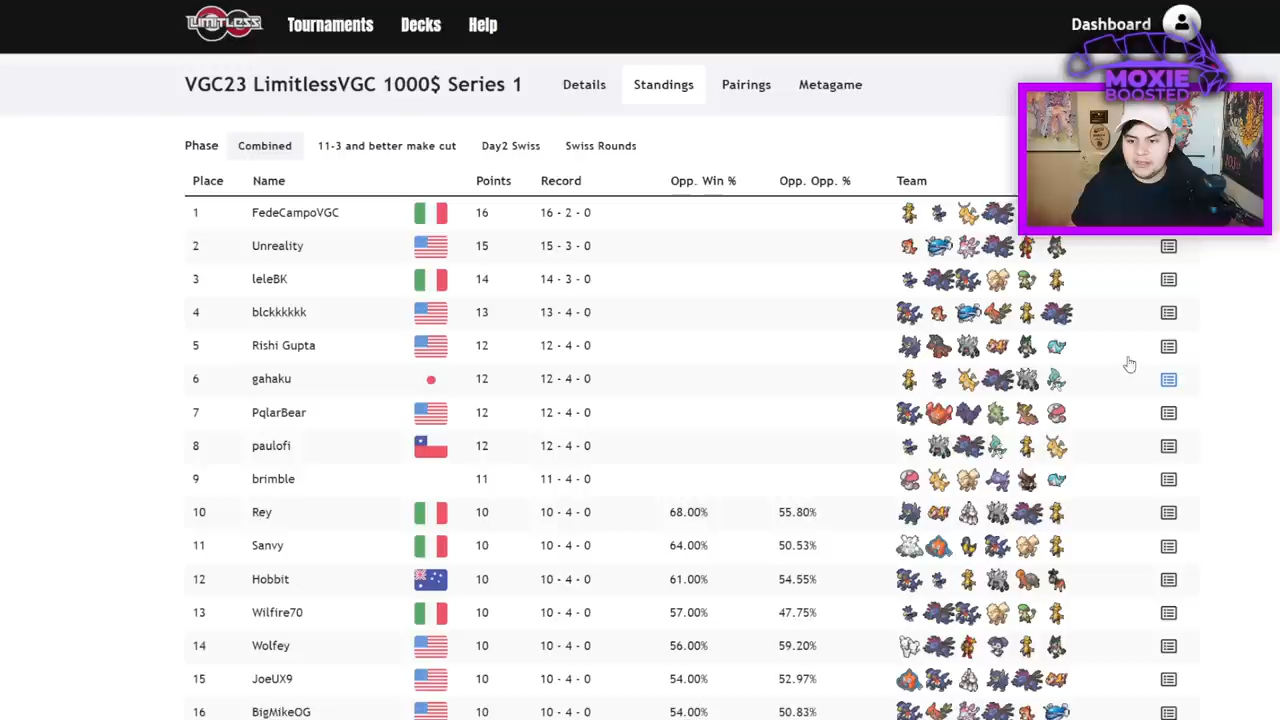 LIMITLESS
Tournaments Decks Help Dashboard
MOXIE
BOOSTED
VGC23 LimitlessVGC 1000$ Series 1 Details Standings Pairings Metagame
Phase Combined 11-3 and better make cut Day2 Swiss Swiss Rounds
Place Name Points Record Opp. Win % Opp. Opp. % Team
1 FedeCampoVGC 16 16 - 2 - 0
2 Unreality 15 15 - 3 - 0
3 leleBK 14 14 - 3 - 0
4 blckkkkkk 13 13 - 4 - 0
5 Rishi Gupta 12 12 - 4 - 0
6 gahaku 12 12 - 4 - 0
7 PqlarBear 12 12 - 4 - 0
8 paulofi 12 12 - 4 - 0
9 brimble 11 11 - 4 - 0
10 Rey 10 10 - 4 - 0 68.00% 55.80%
11 Sanvy 10 10 - 4 - 0 64.00% 50.53%
12 Hobbit 10 10 - 4 - 0 61.00% 54.55%
13 Wilfire70 10 10 - 4 - 0 57.00% 47.75%
14 Wolfey 10 10 - 4 - 0 56.00% 59.20%
15 JoeUX9 10 10 - 4 - 0 54.00% 52.97%
16 BigMikeOG 10 10 - 4 - 0 54.00% 50.83%